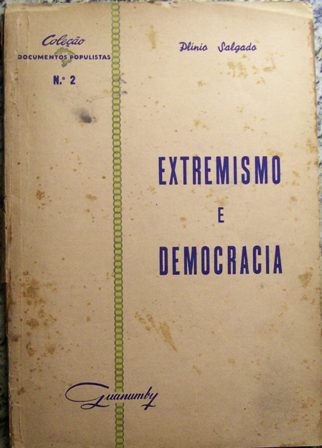 Coleção
DOCUMENTOS POPULISTAS
N.º 2
Plinio Salgado
EXTREMISMO
E
DEMOCRACIA
Guanumby